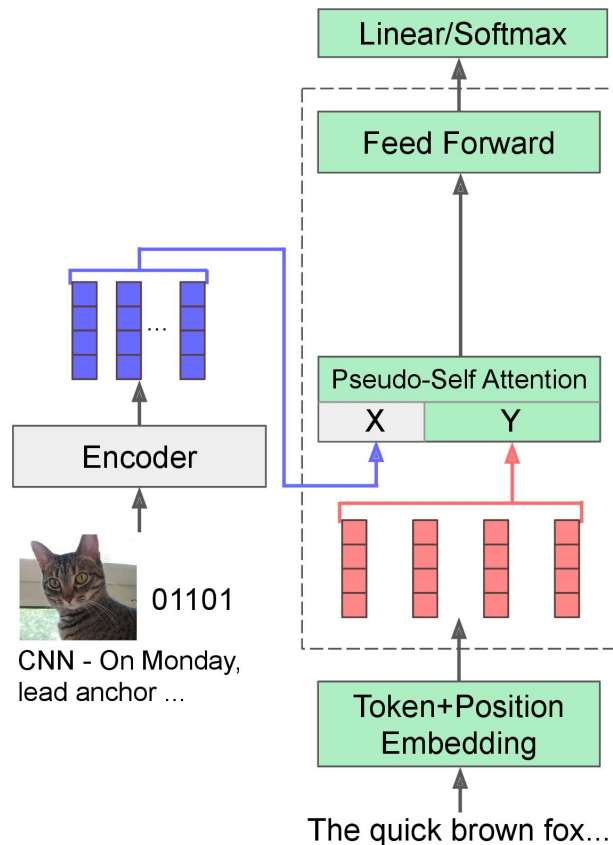 Linear/Softmax
Feed Forward
...
Pseudo-Self Attention
X
Y
Encoder
01101
CNN - On Monday,
lead anchor ...
Token+Position
Embedding
The quick brown fox...